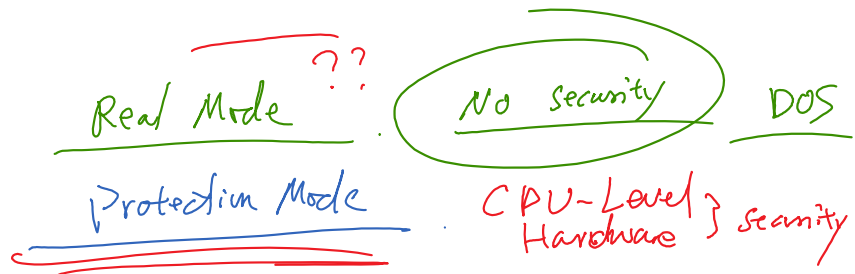 ??
Real Mode . No security DOS
Protection Mode . CPU-Level
Hardware } security